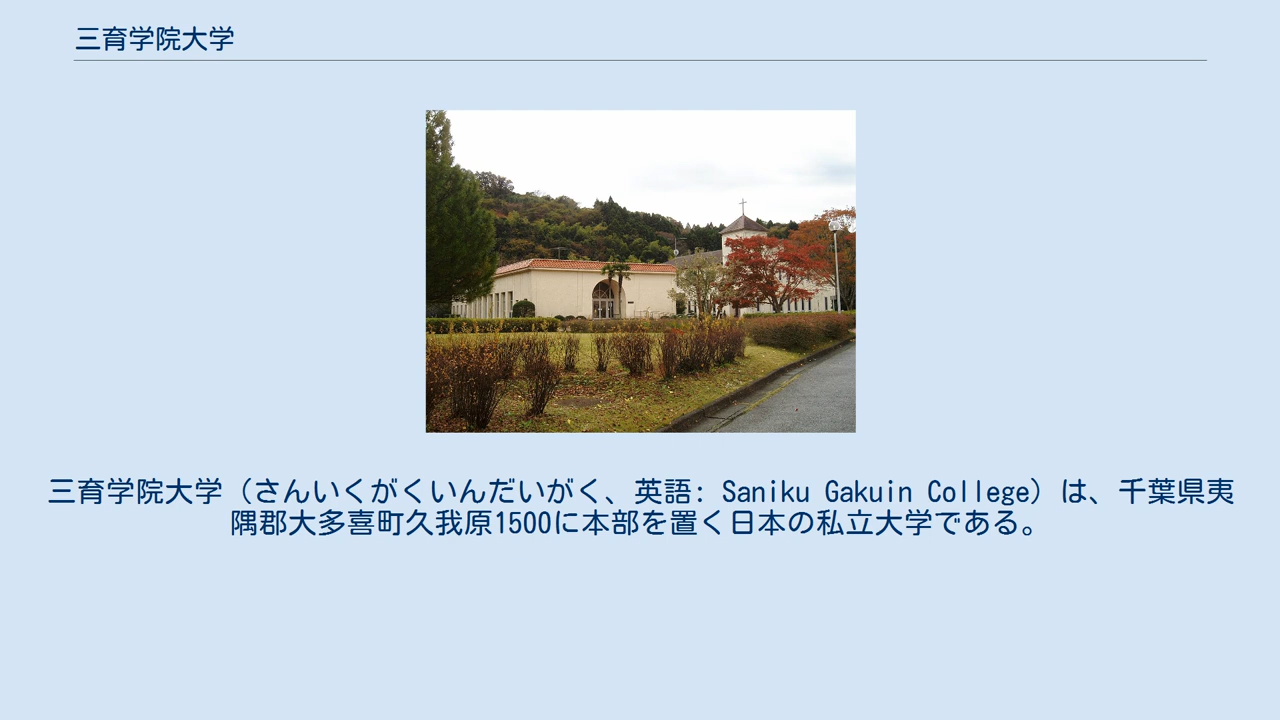 三育学院大学
三育学院大学（さんいくがくいんだいがく、英語: Saniku Gakuin College）は、千葉県夷
隅郡大多喜町久我原1500に本部を置く日本の私立大学である。